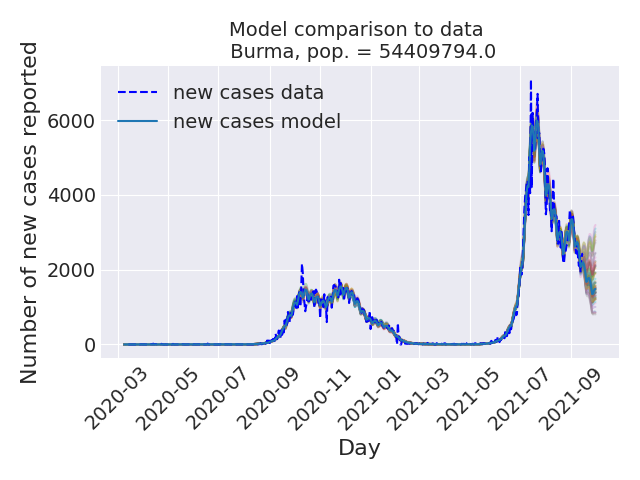 Model comparison to data
Burma, pop. = 54409794.0
Number of new cases reported
new cases data
new cases model
6000
4000
2000
0
2020-03
2020-05
2020-07
2020-09
2020-11
2021-01
2021-03
2021-05
2021-07
2021-09
Day